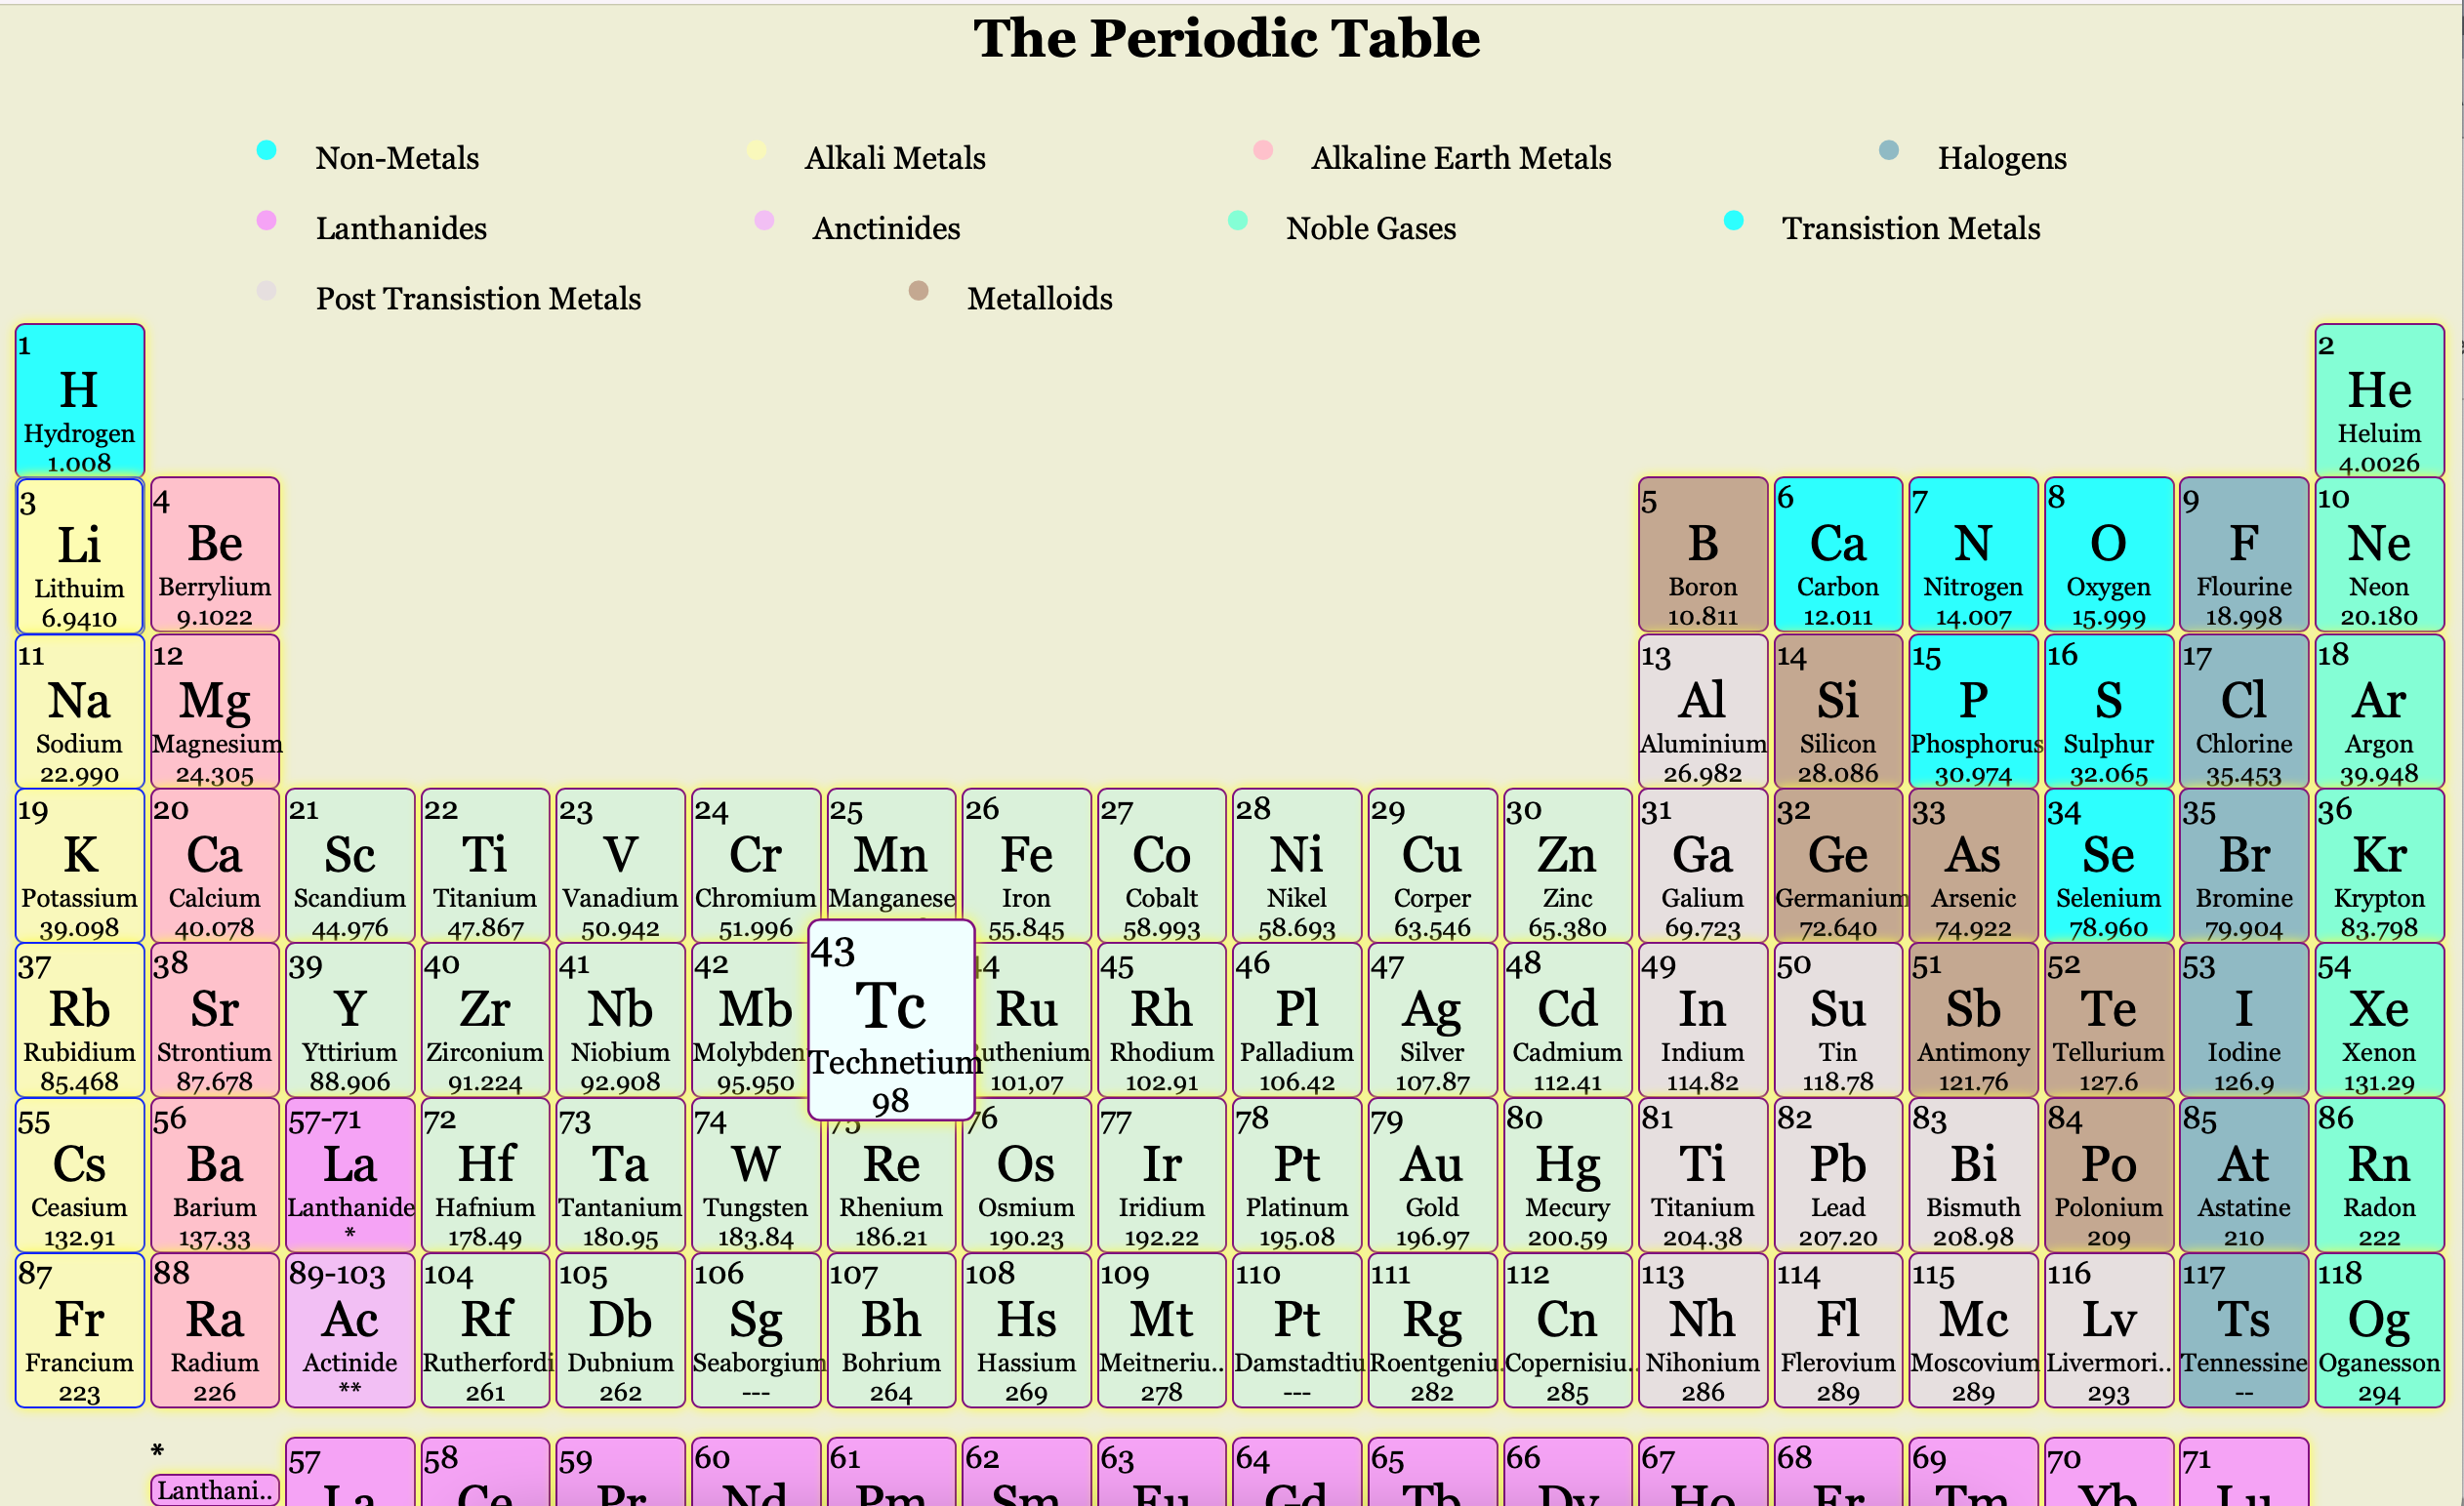 The Periodic Table
Non-Metals
Alkali Metals
Alkaline Earth Metals
Halogens
Lanthanides
Anctinides
Noble Gases
Transistion Metals
Post Transistion Metals
Metalloids
1
H
Hydrogen
1.008
2
He
Heluim
4.0026
3
Li
Lithuim
6.9410
4
Be
Berrylium
9.1022
5
B
Boron
10.811
6
Ca
Carbon
12.011
7
N
Nitrogen
14.007
8
O
Oxygen
15.999
9
F
Flourine
18.998
10
Ne
Neon
20.180
11
Na
Sodium
22.990
12
Mg
Magnesium
24.305
13
Al
Aluminium
26.982
14
Si
Silicon
28.086
15
P
Phosphorus
30.974
16
S
Sulphur
32.065
17
Cl
Chlorine
35.453
18
Ar
Argon
39.948
19
K
Potassium
39.098
20
Ca
Calcium
40.078
21
Sc
Scandium
44.976
22
Ti
Titanium
47.867
23
V
Vanadium
50.942
24
Cr
Chromium
51.996
25
Mn
Manganese
26
Fe
Iron
55.845
27
Co
Cobalt
58.993
28
Ni
Nikel
58.693
29
Cu
Corper
63.546
30
Zn
Zinc
65.380
31
Ga
Galium
69.723
32
Ge
Germanium
72.640
33
As
Arsenic
74.922
34
Se
Selenium
78.960
35
Br
Bromine
79.904
36
Kr
Krypton
83.798
37
Rb
Rubidium
85.468
38
Sr
Strontium
87.678
39
Y
Yttirium
88.906
40
Zr
Zirconium
91.224
41
Nb
Niobium
92.908
42
Mb
Molybden
95.950
43
Tc
Technetium
98
44
Ru
uthenium
101,07
45
Rh
Rhodium
102.91
46
Pl
Palladium
106.42
47
Ag
Silver
107.87
48
Cd
Cadmium
112.41
49
In
Indium
114.82
50
Su
Tin
118.78
51
Sb
Antimony
121.76
52
Te
Tellurium
127.6
53
I
Iodine
126.9
54
Xe
Xenon
131.29
55
Cs
Ceasium
132.91
56
Ba
Barium
137.33
57-71
La
Lanthanide
*
72
Hf
Hafnium
178.49
73
Ta
Tantanium
180.95
74
W
Tungsten
183.84
75
Re
Rhenium
186.21
76
Os
Osmium
190.23
77
Ir
Iridium
192.22
78
Pt
Platinum
195.08
79
Au
Gold
196.97
80
Hg
Mecury
200.59
81
Ti
Titanium
204.38
82
Pb
Lead
207.20
83
Bi
Bismuth
208.98
84
Po
Polonium
209
85
At
Astatine
210
86
Rn
Radon
222
87
Fr
Francium
223
88
Ra
Radium
226
89-103
Ac
Actinide
**
104
Rf
Rutherfordi
261
105
Db
Dubnium
262
106
Sg
Seaborgium
---
107
Bh
Bohrium
264
108
Hs
Hassium
269
109
Mt
Meitneriu..
278
110
Pt
Damstadtiu
---
111
Rg
Roentgeniu.
282
112
Cn
Copernisiu..
285
113
Nh
Nihonium
286
114
Fl
Flerovium
289
115
Mc
Moscovium
289
116
Lv
Livermori..
293
117
Ts
Tennessine
--
118
Og
Oganesson
294
*
Lanthani..
57
La
58
Ce
59
Pr
60
Nd
61
Pm
62
Sm
63
Eu
64
Gd
65
Tb
66
Dy
67
Ho
68
Er
69
Tm
70
Yb
71
Lu